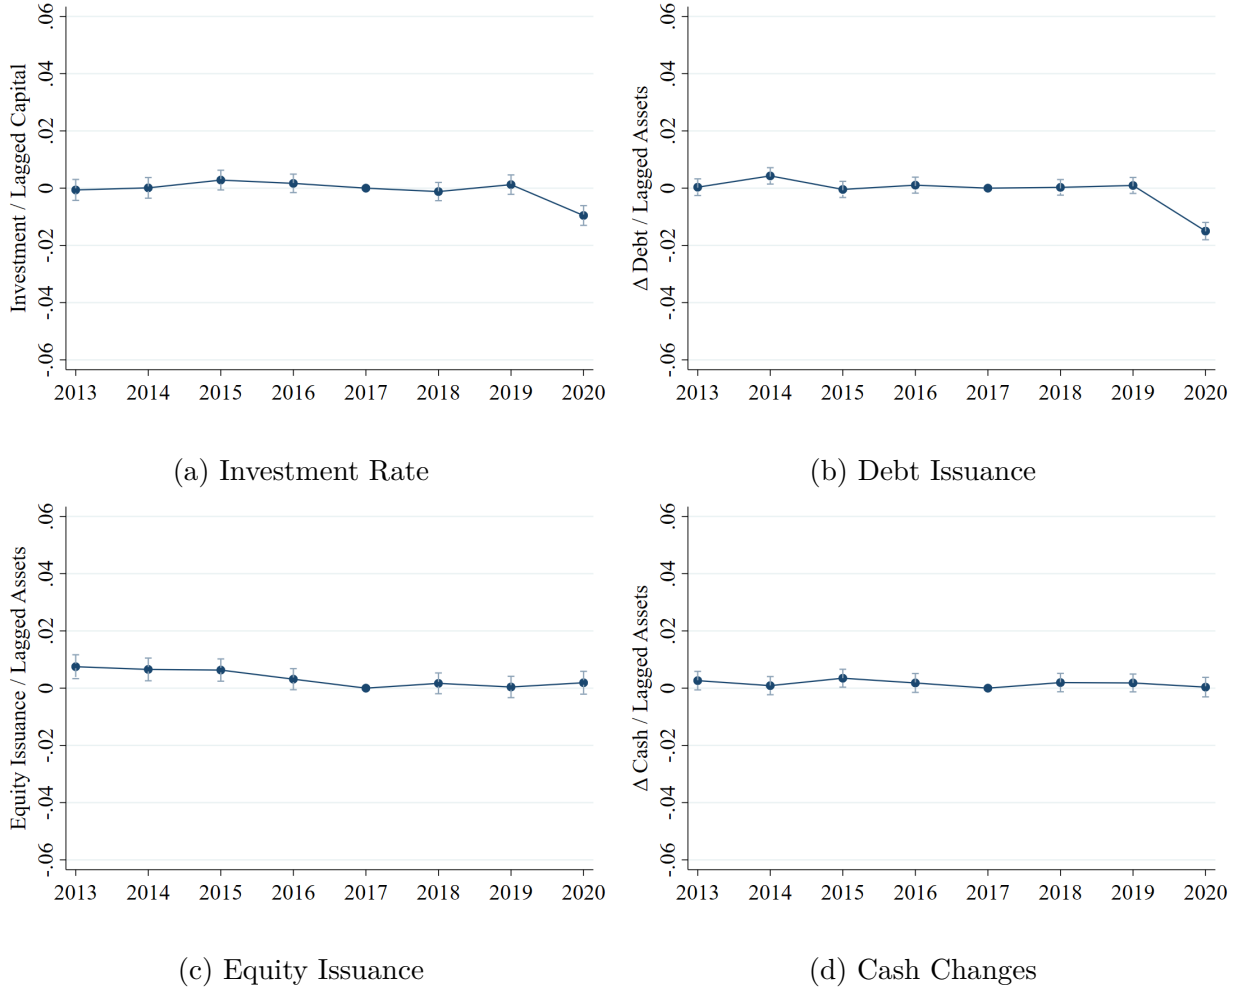 Investment / Lagged Capital
.06
.04
.02
0
-.02
-.04
-.06
2013 2014 2015 2016 2017 2018 2019 2020
(a) Investment Rate
Δ Debt / Lagged Assets
.06
.04
.02
0
-.02
-.04
-.06
2013 2014 2015 2016 2017 2018 2019 2020
(b) Debt Issuance
Equity Issuance / Lagged Assets
.06
.04
.02
0
-.02
-.04
-.06
2013 2014 2015 2016 2017 2018 2019 2020
(c) Equity Issuance
Δ Cash / Lagged Assets
.06
.04
.02
0
-.02
-.04
-.06
2013 2014 2015 2016 2017 2018 2019 2020
(d) Cash Changes